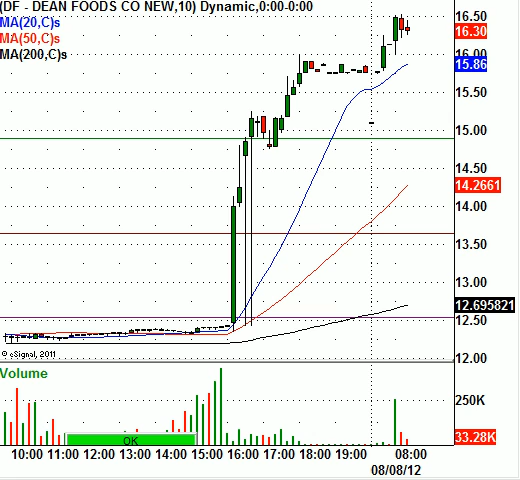 (DF - DEAN FOODS CO NEW,10) Dynamic,0:00-0:00
MA(20,C)s
MA(50,C)s
MA(200,C)s
16.50
16.30
16.00
15.86
15.50
15.00
14.50
14.2661
14.00
13.50
13.00
12.695821
12.50
12.00
© eSignal, 2011
Volume
250K
33.28K
OK
10:00 11:00 12:00 13:00 14:00 15:00 16:00 17:00 18:00 19:00 08:00
08/08/12